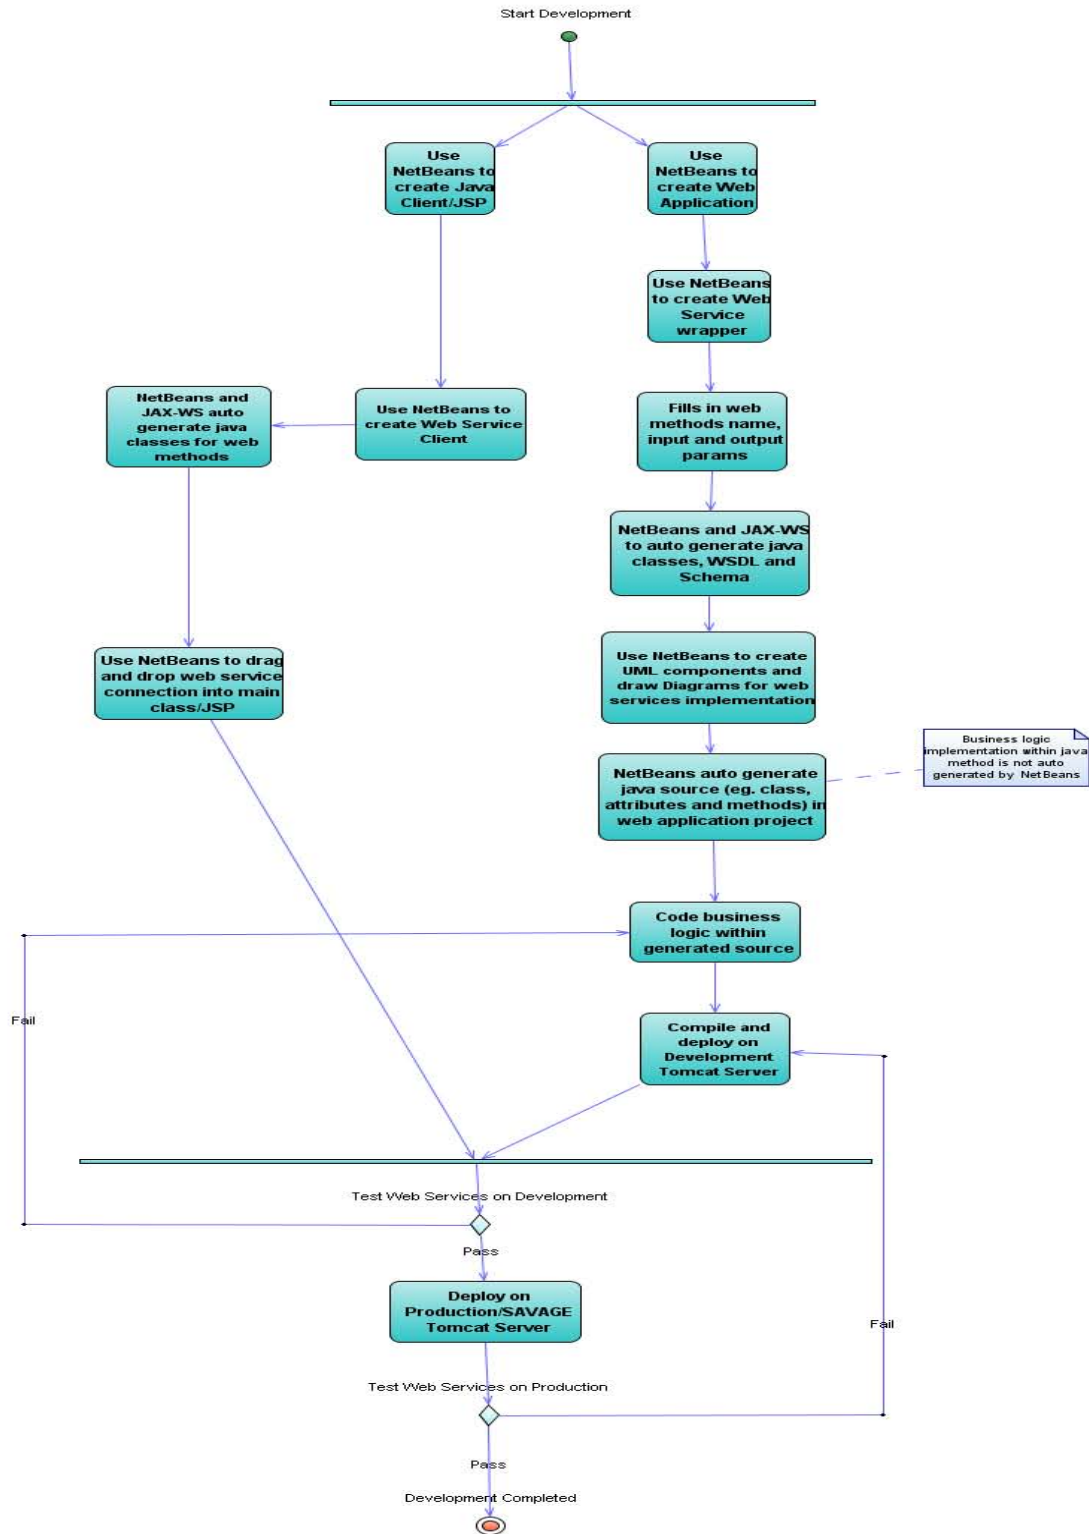 Start Development
Use
NetBeans to
create Java
Client/JSP
Use
NetBeans to
create Web
Application
Use NetBeans
to create Web
Service
wrapper
NetBeans and
JAX-WS auto
generate java
classes for web
methods
Use NetBeans to
create Web Service
Client
Fills in web
methods name,
input and output
params
NetBeans and JAX-WS
to auto generate java
classes, WSDL and
Schema
Use NetBeans to drag
and drop web service
connection into main
class/JSP
Use NetBeans to create
UML components and
draw Diagrams for web
services implementation
Business logic
implementation within java
method is not auto
generated by NetBeans
NetBeans auto generate
java source (eg. class,
attributes and methods) in
web application project
Code business
logic within
generated source
Fail
Compile and
deploy on
Development
Tomcat Server
Test Web Services on Development
Pass
Deploy on
Production/SAVAGE
Tomcat Server
Fail
Test Web Services on Production
Pass
Development Completed